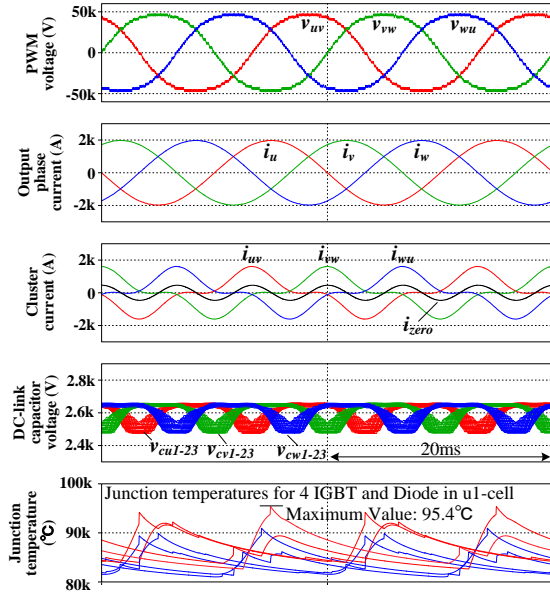 PWM voltage (V)
50k
0
-50k
v_uv
v_vw
v_wu
Output phase current (A)
2k
0
-2k
i_u
i_v
i_w
Cluster current (A)
2k
0
-2k
i_uv
i_vw
i_wu
i_zero
DC-link capacitor voltage (V)
2.8k
2.6k
2.4k
v_cu1-23
v_cv1-23
v_cw1-23
20ms
Junction temperature (℃)
100k
90k
80k
Junction temperatures for 4 IGBT and Diode in u1-cell
Maximum Value: 95.4℃